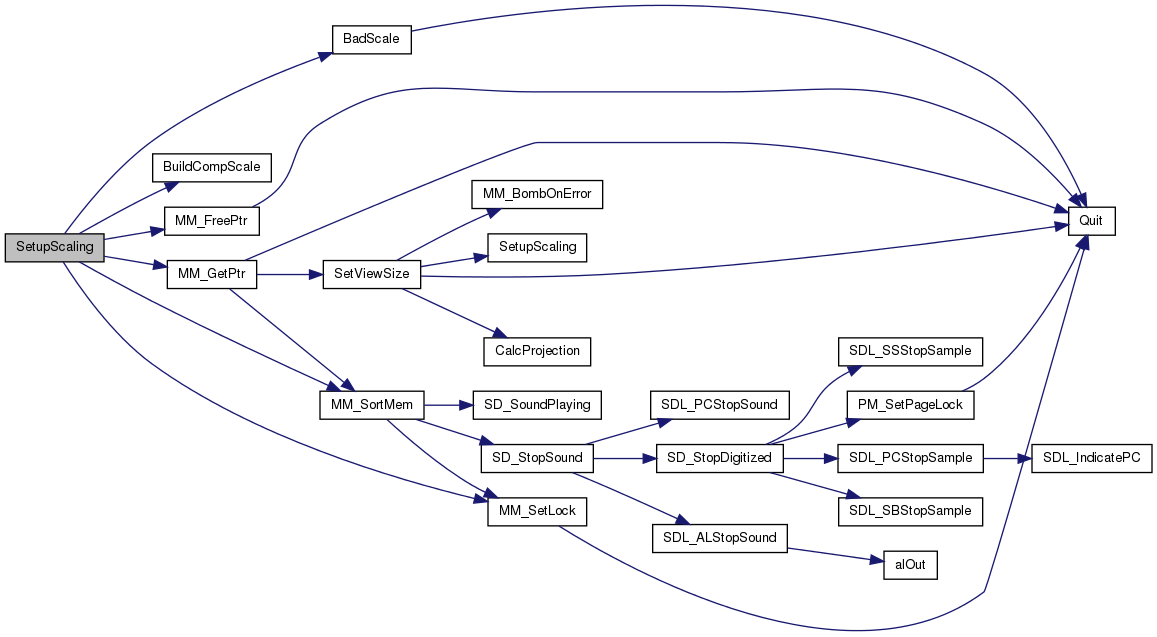 BadScale
BuildCompScale
MM_BombOnError
MM_FreePtr
Quit
SetupScaling
SetupScaling
MM_GetPtr
SetViewSize
CalcProjection
SDL_SSStopSample
MM_SortMem
SD_SoundPlaying
SDL_PCStopSound
PM_SetPageLock
SD_StopSound
SD_StopDigitized
SDL_PCStopSample
SDL_IndicatePC
MM_SetLock
SDL_SBStopSample
SDL_ALStopSound
alOut